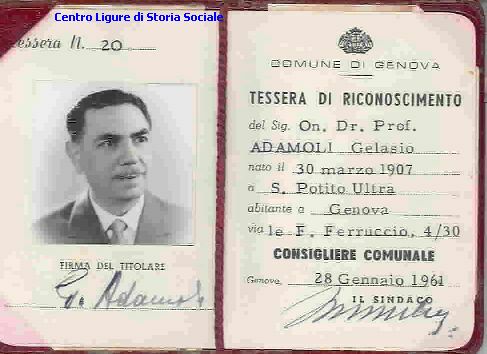 Centro Ligure di Storia Sociale
Tessera N. 20
FIRMA DEL TITOLARE
G. Adamoli
COMUNE DI GENOVA
TESSERA DI RICONOSCIMENTO
del Sig. On. Dr. Prof.
ADAMOLI Gelasio
nato il 30 marzo 1907
a S. Potito Ultra
abitante a Genova
via le F. Ferruccio, 4/30
CONSIGLIERE COMUNALE
Genova, 28 Gennaio 1961
IL SINDACO